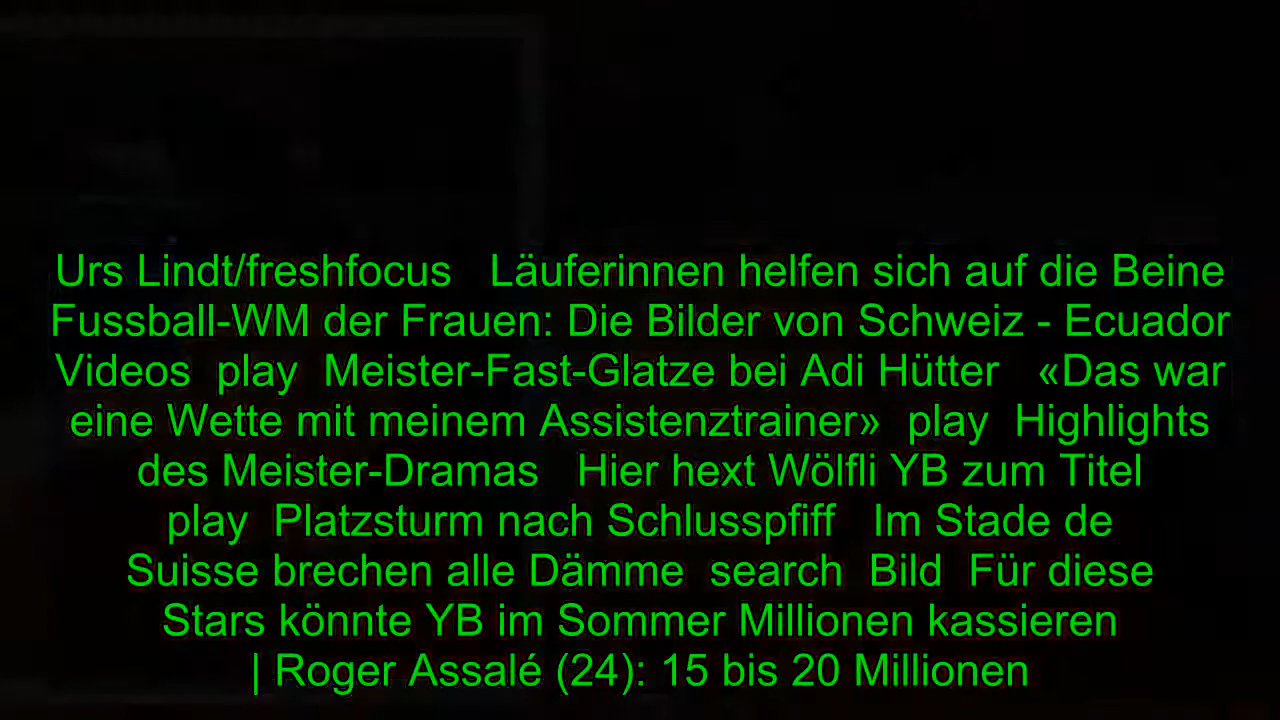 Urs Lindt/freshfocus   Läuferinnen helfen sich auf die Beine
Fussball-WM der Frauen: Die Bilder von Schweiz - Ecuador
Videos  play  Meister-Fast-Glatze bei Adi Hütter   «Das war
eine Wette mit meinem Assistenztrainer»  play  Highlights
des Meister-Dramas   Hier hext Wölfli YB zum Titel
play  Platzsturm nach Schlusspfiff   Im Stade de
Suisse brechen alle Dämme  search  Bild  Für diese
Stars könnte YB im Sommer Millionen kassieren
| Roger Assalé (24): 15 bis 20 Millionen